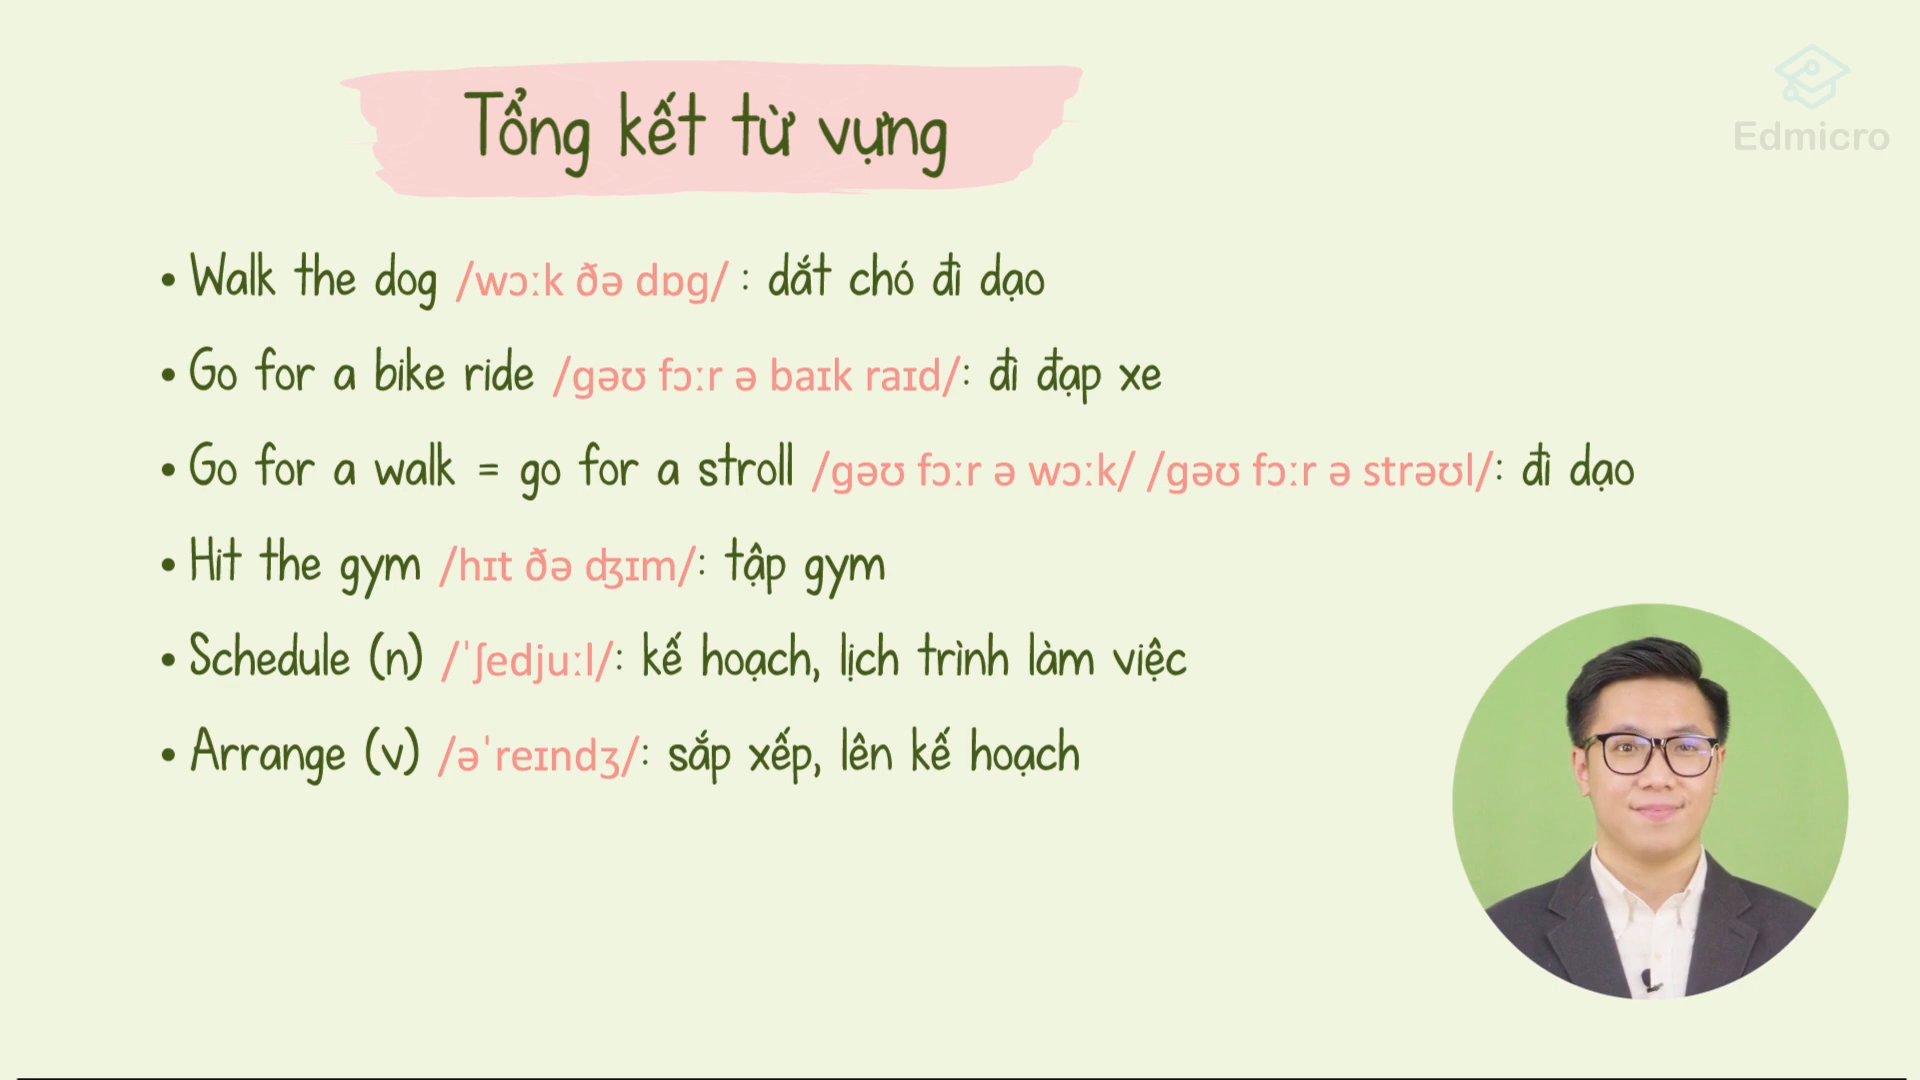 Tổng kết từ vựng
Edmicro
• Walk the dog /wɔːk ðə dɒg/ : dắt chó đi dạo
• Go for a bike ride /gəʊ fɔːr ə baɪk raɪd/: đi đạp xe
• Go for a walk = go for a stroll /gəʊ fɔːr ə wɔːk/ /gəʊ fɔːr ə strəʊl/: đi dạo
• Hit the gym /hɪt ðə ʤɪm/: tập gym
• Schedule (n) /ˈʃedjuːl/: kế hoạch, lịch trình làm việc
• Arrange (v) /əˈreɪndʒ/: sắp xếp, lên kế hoạch